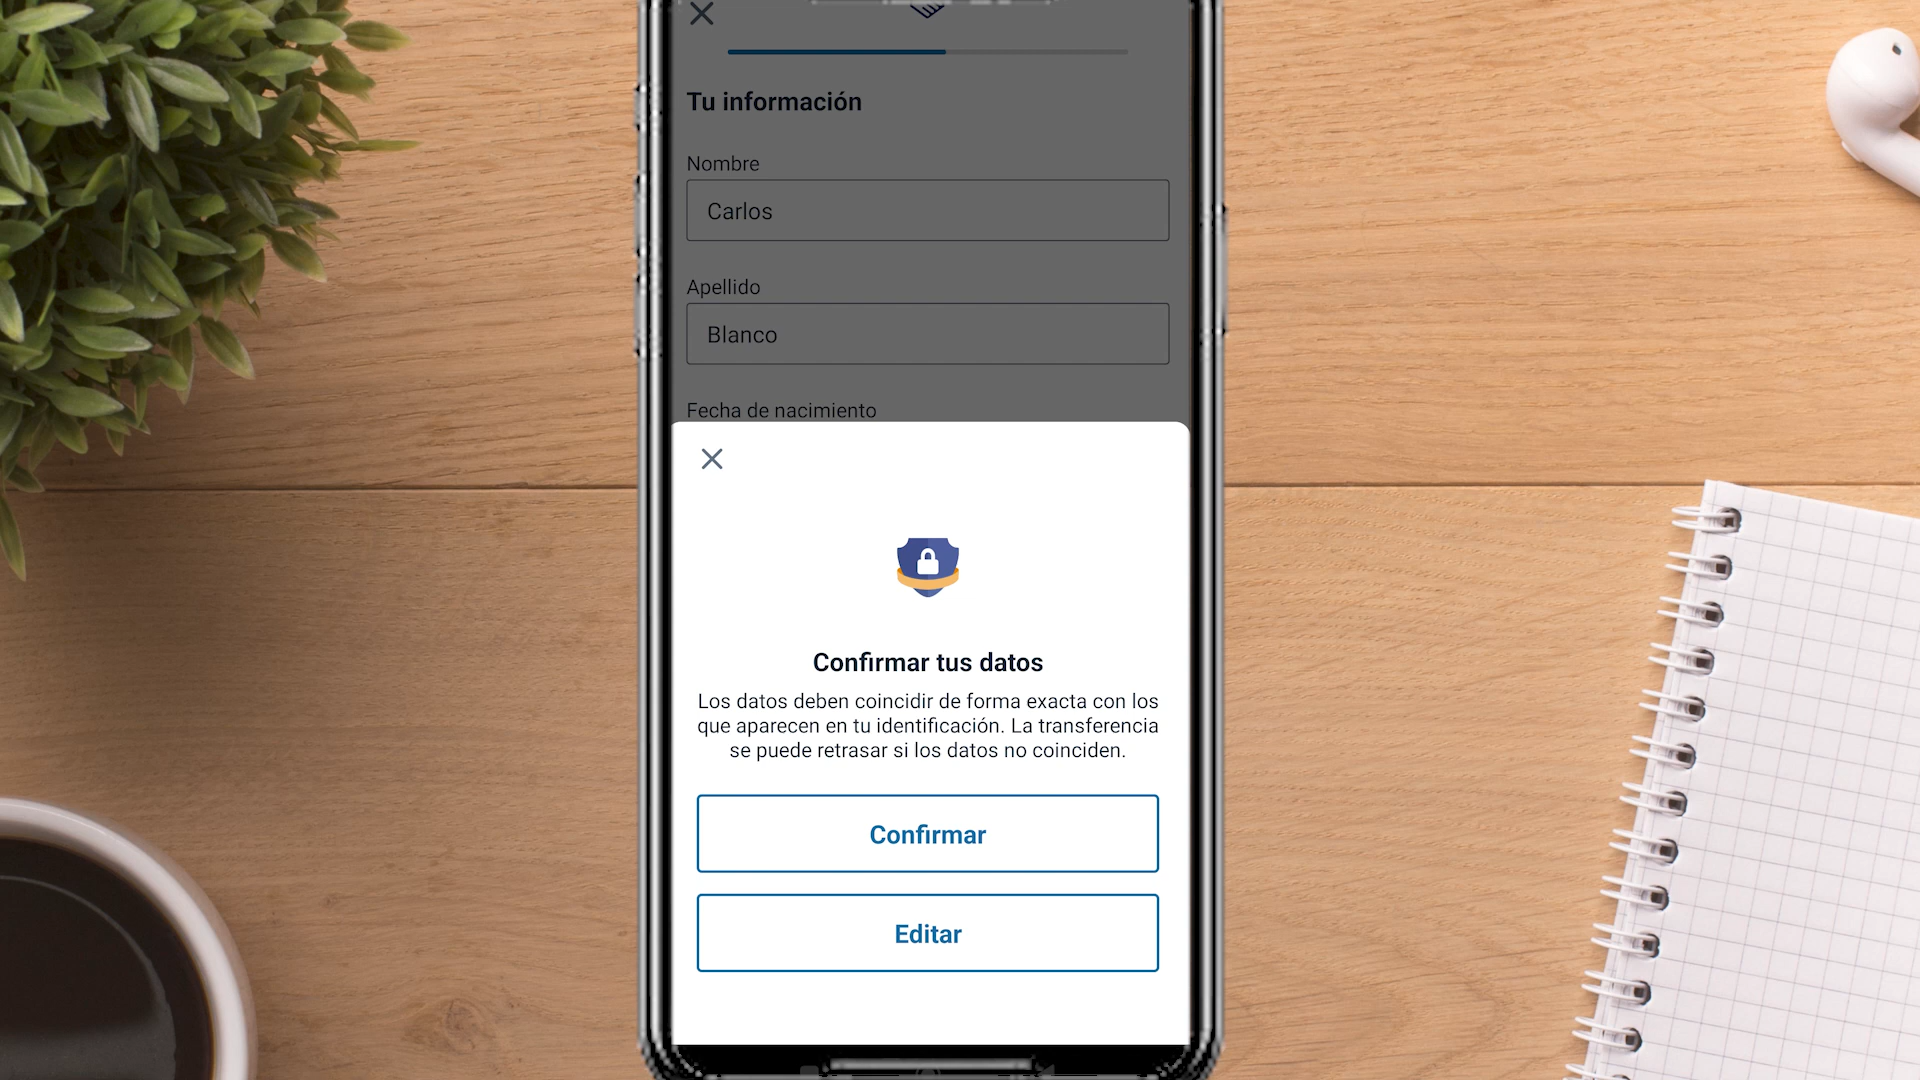 Tu información
Nombre
Carlos
Apellido
Blanco
Fecha de nacimiento
Confirmar tus datos
Los datos deben coincidir de forma exacta con los
que aparecen en tu identificación. La transferencia
se puede retrasar si los datos no coinciden.
Confirmar
Editar